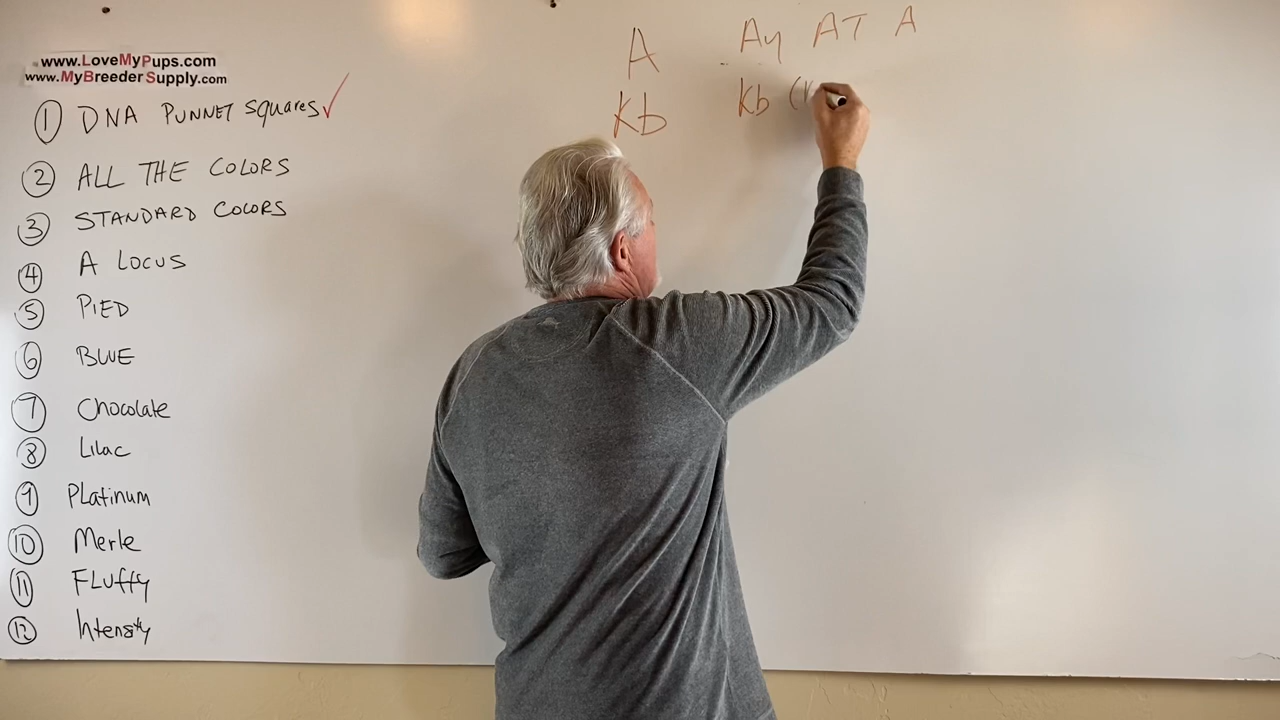 www.LoveMyPups.com
www.MyBreederSupply.com
1 DNA PUNNET squares ✓
2 ALL THE COLORS
3 STANDARD COLORS
4 A LOCUS
5 PIED
6 BLUE
7 Chocolate
8 Lilac
9 Platinum
10 Merle
11 FLuffy
12 Intensity
A Ay AT A
Kb Kb (K